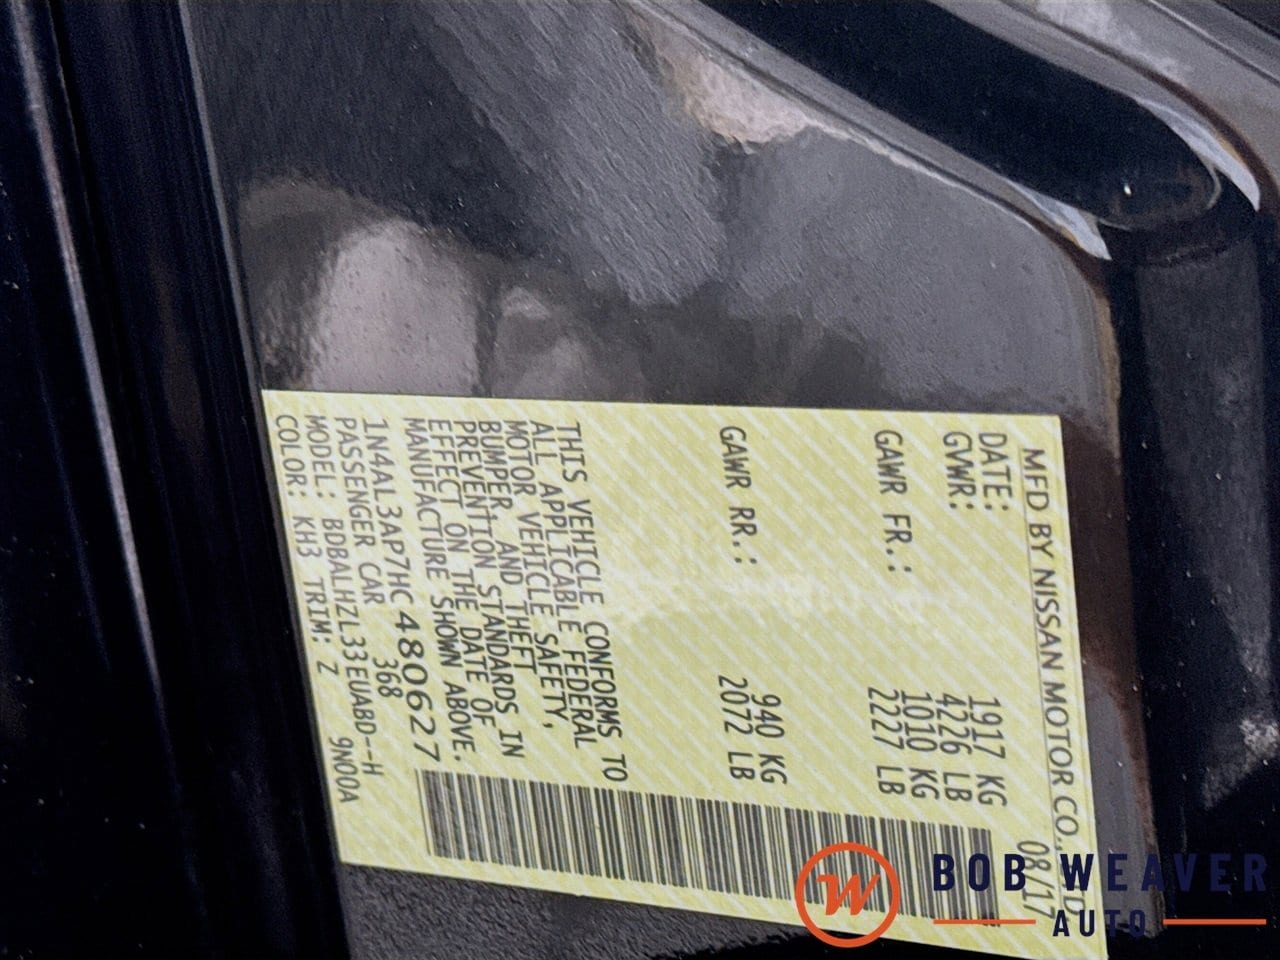 MFD BY NISSAN MOTOR CO., LTD
DATE: 08/17
GVWR: 1917 KG
4226 LB
GAWR FR.: 1010 KG
2227 LB
GAWR RR.: 940 KG
2072 LB
THIS VEHICLE CONFORMS TO
ALL APPLICABLE FEDERAL
MOTOR VEHICLE SAFETY,
BUMPER, AND THEFT
PREVENTION STANDARDS IN
EFFECT ON THE DATE OF
MANUFACTURE SHOWN ABOVE.
1N4AL3AP7HC480627
PASSENGER CAR 368
MODEL: BDBALHZL33EUABD--H
COLOR: KH3 TRIM: Z 9N00A
W BOB WEAVER
AUTO